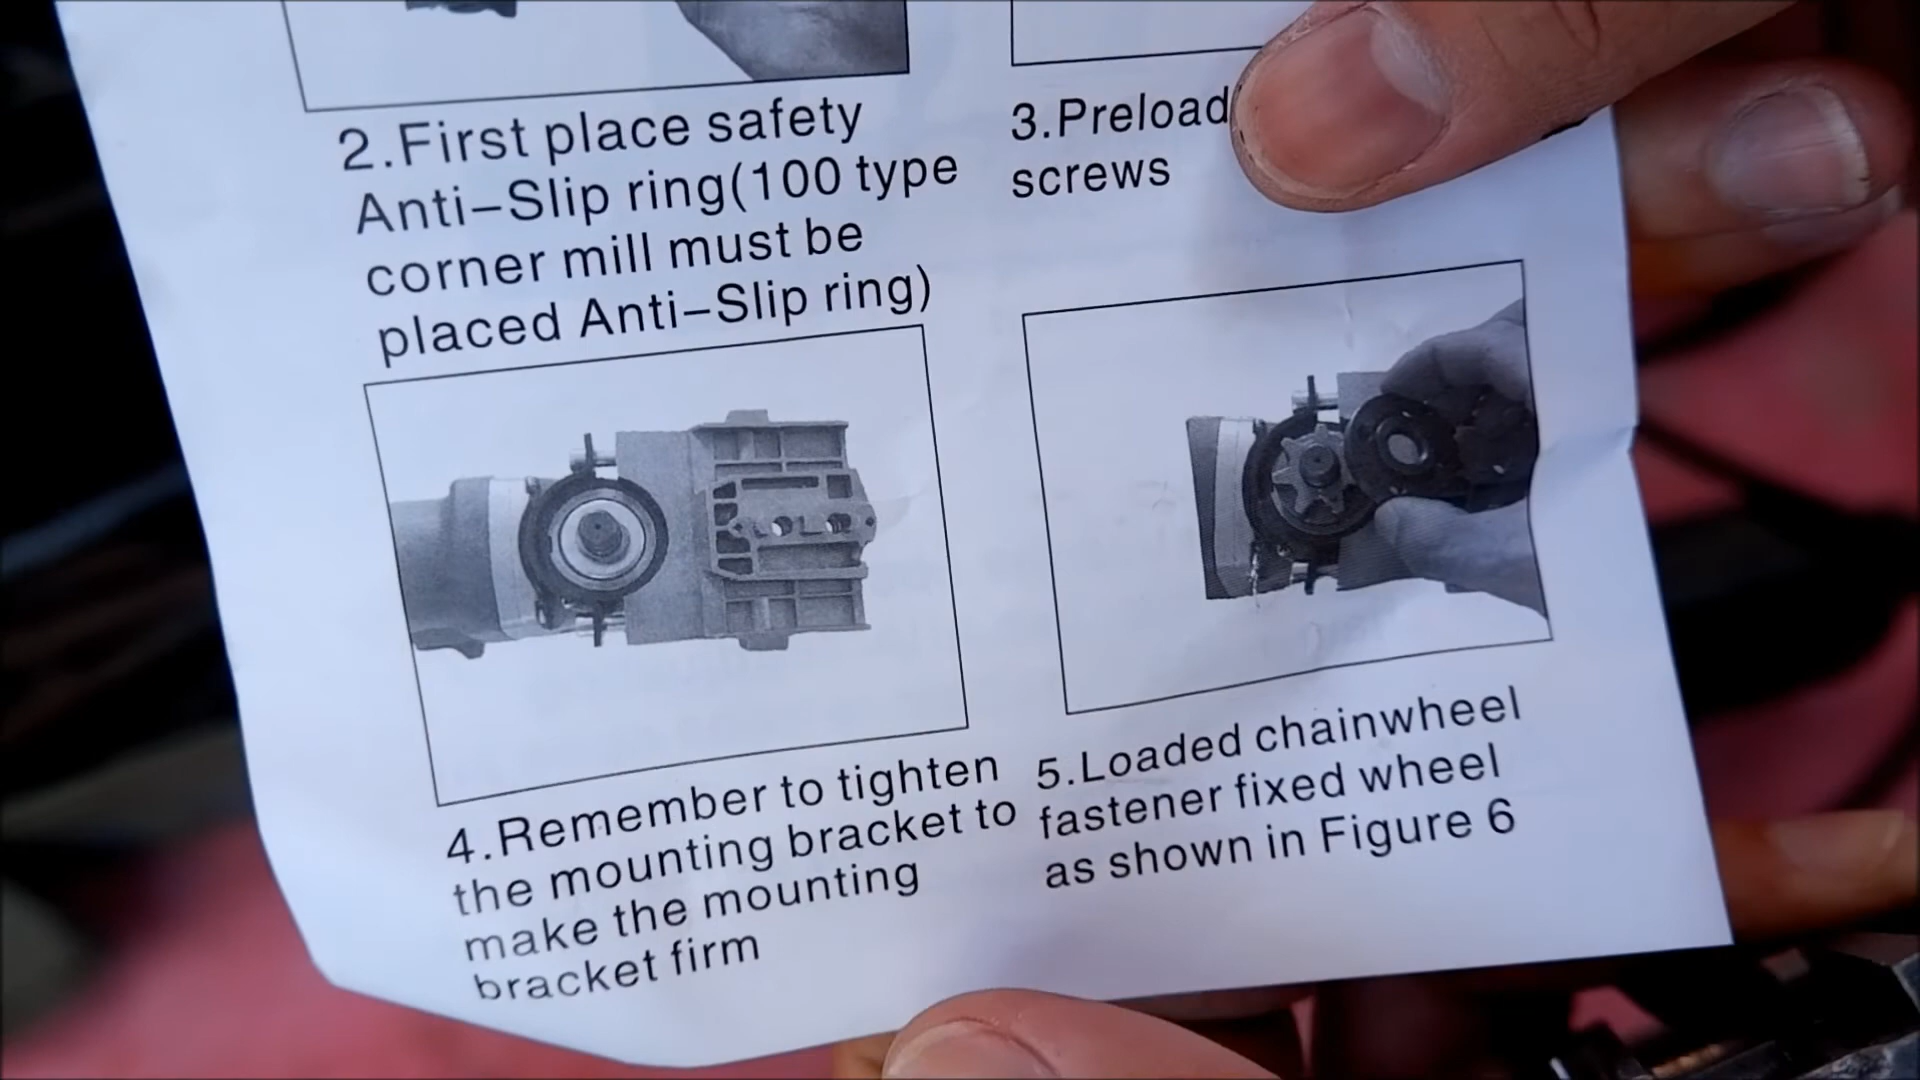 2.First place safety
Anti-Slip ring(100 type
corner mill must be
placed Anti-Slip ring)
3.Preload
screws
4.Remember to tighten
the mounting bracket to
make the mounting
bracket firm
5.Loaded chainwheel
fastener fixed wheel
as shown in Figure 6